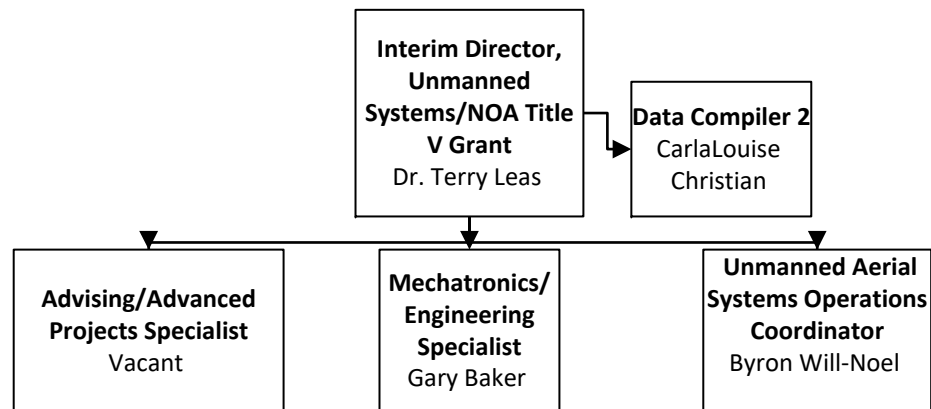 Interim Director,
Unmanned
Systems/NOA Title
V Grant
Dr. Terry Leas
Data Compiler 2
CarlaLouise
Christian
Advising/Advanced
Projects Specialist
Vacant
Mechatronics/
Engineering
Specialist
Gary Baker
Unmanned Aerial
Systems Operations
Coordinator
Byron Will-Noel